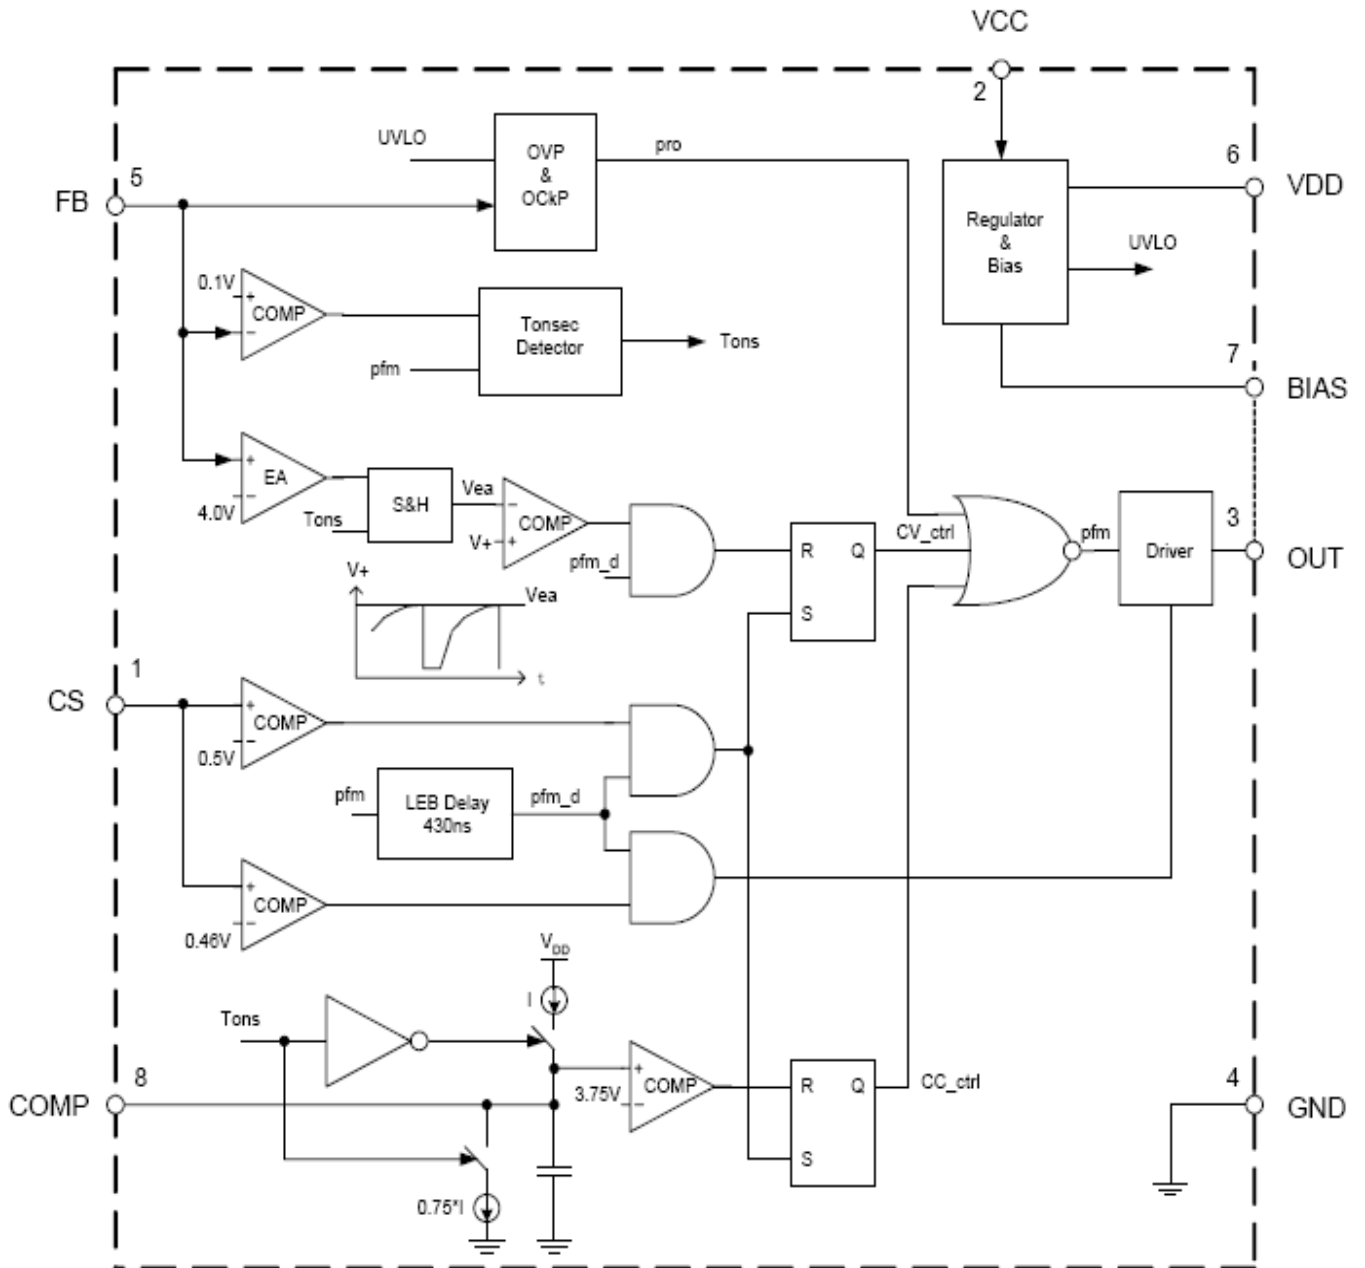 VCC
2
UVLO
OVP
&
OCkP
pro
5
FB
6
VDD
Regulator
&
Bias
UVLO
0.1V
+
COMP
−
Tonsec
Detector
Tons
pfm
7
BIAS
+
EA
−
4.0V
S&H
Vea
Tons
−
COMP
V+
+
pfm_d
R
Q
S
CV_ctrl
pfm
Driver
3
OUT
V+
Vea
t
1
CS
+
COMP
−
0.5V
pfm
LEB Delay
430ns
pfm_d
+
COMP
−
0.46V
VDD
I
Tons
8
COMP
+
COMP
3.75V
−
R
Q
S
CC_ctrl
0.75*I
4
GND